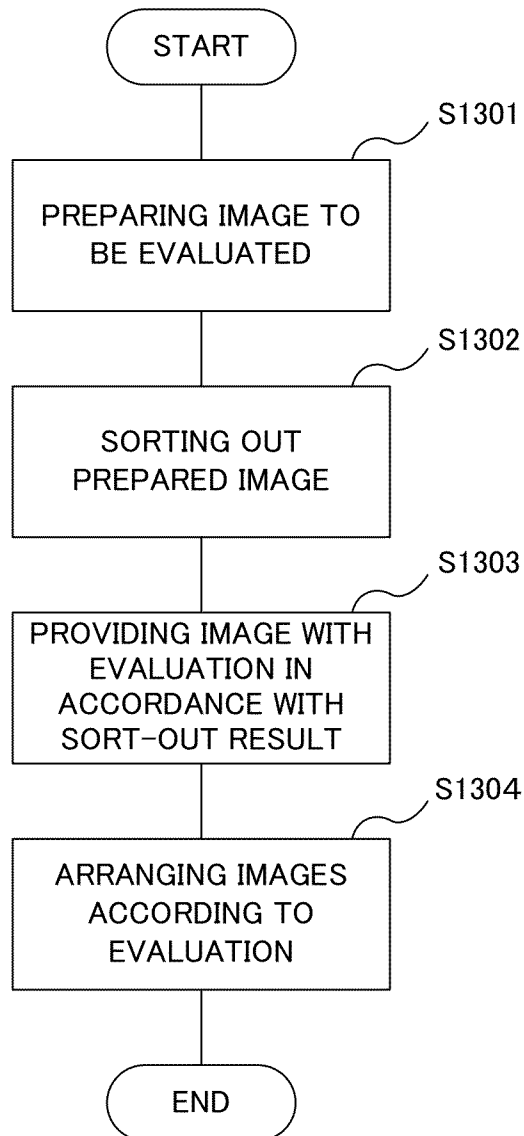 START
S1301
PREPARING IMAGE TO
BE EVALUATED
S1302
SORTING OUT
PREPARED IMAGE
S1303
PROVIDING IMAGE WITH
EVALUATION IN
ACCORDANCE WITH
SORT-OUT RESULT
S1304
ARRANGING IMAGES
ACCORDING TO
EVALUATION
END